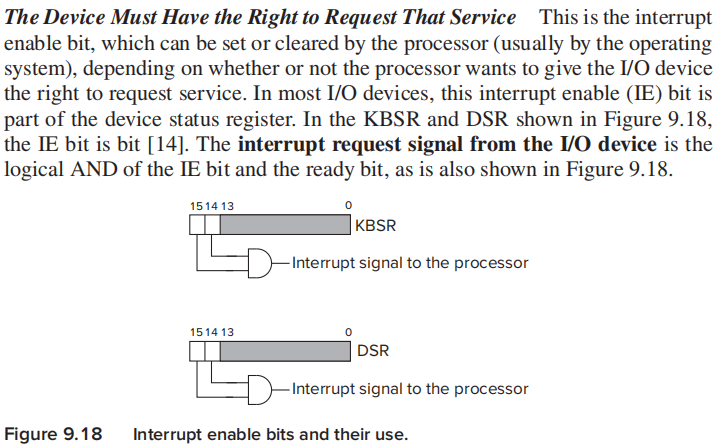 The Device Must Have the Right to Request That Service This is the interrupt
enable bit, which can be set or cleared by the processor (usually by the operating
system), depending on whether or not the processor wants to give the I/O device
the right to request service. In most I/O devices, this interrupt enable (IE) bit is
part of the device status register. In the KBSR and DSR shown in Figure 9.18,
the IE bit is bit [14]. The interrupt request signal from the I/O device is the
logical AND of the IE bit and the ready bit, as is also shown in Figure 9.18.
15 14 13 0
KBSR
Interrupt signal to the processor
15 14 13 0
DSR
Interrupt signal to the processor
Figure 9.18 Interrupt enable bits and their use.